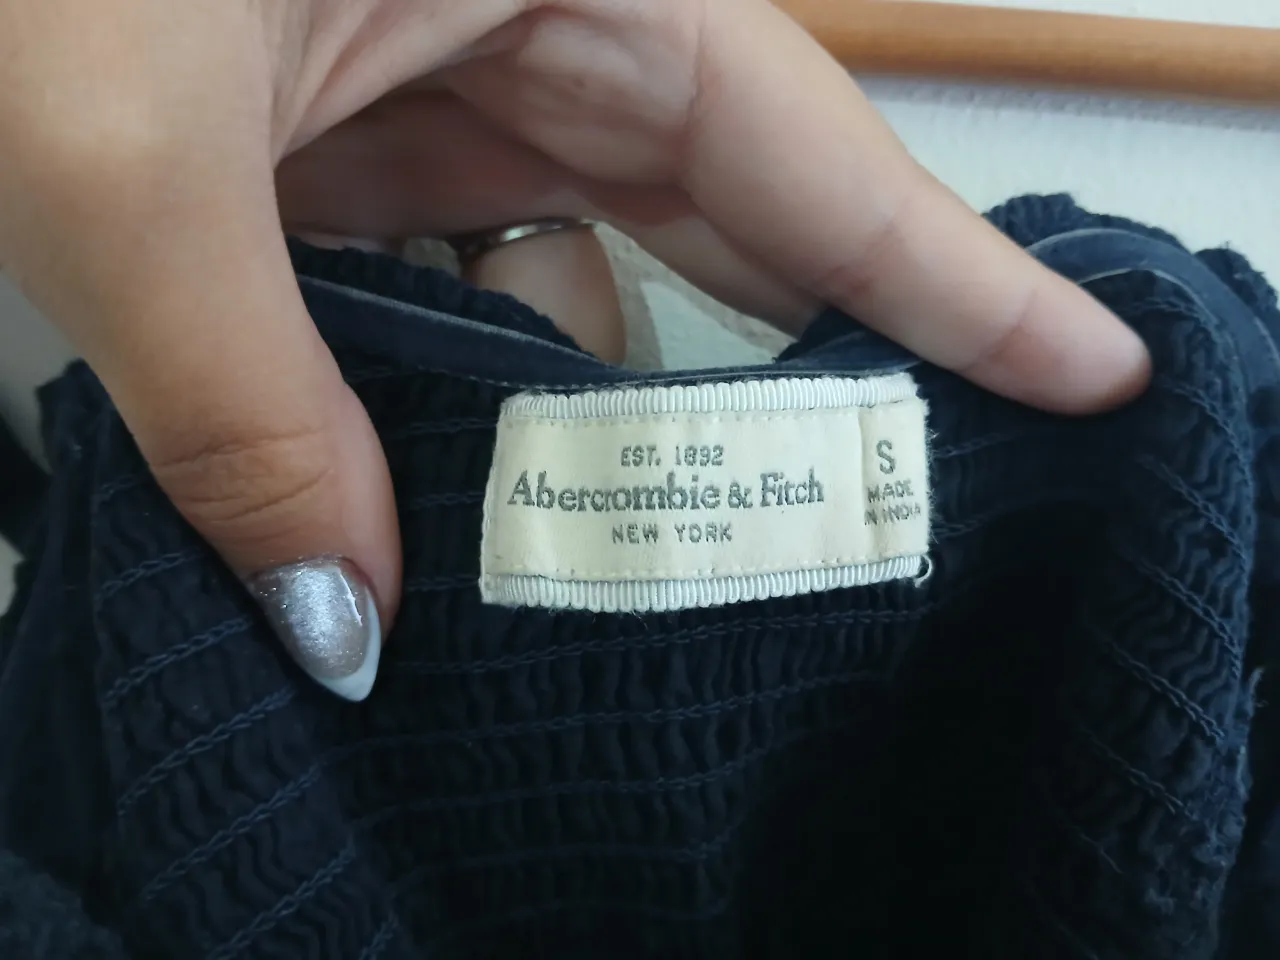 EST. 1892
Abercrombie & Fitch
NEW YORK
S
MADE
IN INDIA